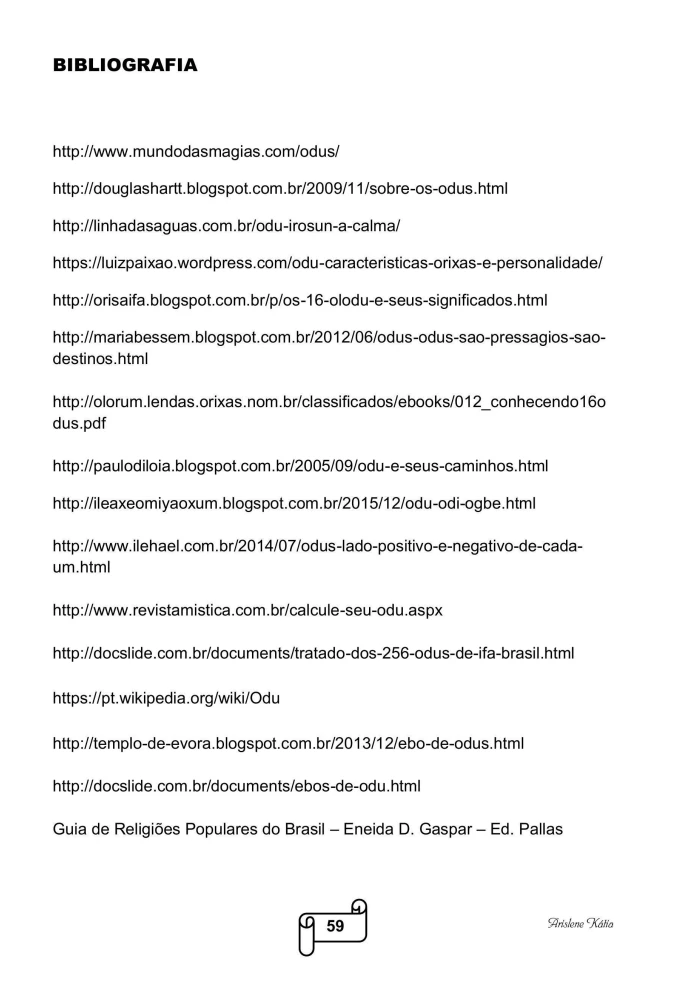 BIBLIOGRAFIA
http://www.mundodasmagias.com/odus/
http://douglashartt.blogspot.com.br/2009/11/sobre-os-odus.html
http://linhadasaguas.com.br/odu-irosun-a-calma/
https://luizpaixao.wordpress.com/odu-caracteristicas-orixas-e-personalidade/
http://orisaifa.blogspot.com.br/p/os-16-olodu-e-seus-significados.html
http://mariabessem.blogspot.com.br/2012/06/odus-odus-sao-pressagios-sao-
destinos.html
http://olorum.lendas.orixas.nom.br/classificados/ebooks/012_conhecendo16o
dus.pdf
http://paulodiloia.blogspot.com.br/2005/09/odu-e-seus-caminhos.html
http://ileaxeomiyaoxum.blogspot.com.br/2015/12/odu-odi-ogbe.html
http://www.ilehael.com.br/2014/07/odus-lado-positivo-e-negativo-de-cada-
um.html
http://www.revistamistica.com.br/calcule-seu-odu.aspx
http://docslide.com.br/documents/tratado-dos-256-odus-de-ifa-brasil.html
https://pt.wikipedia.org/wiki/Odu
http://templo-de-evora.blogspot.com.br/2013/12/ebo-de-odus.html
http://docslide.com.br/documents/ebos-de-odu.html
Guia de Religiões Populares do Brasil – Eneida D. Gaspar – Ed. Pallas
59
Arislene Kátia